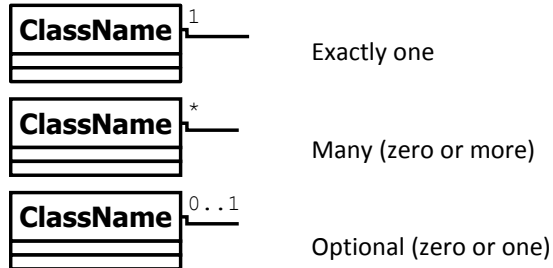 ClassName 1
Exactly one
ClassName *
Many (zero or more)
ClassName 0..1
Optional (zero or one)